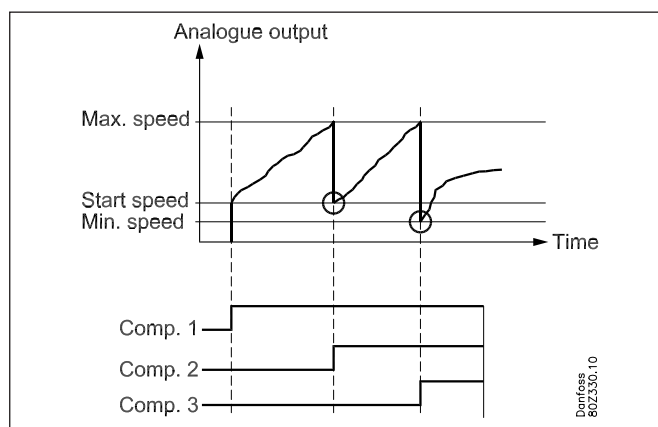 Analogue output
Max. speed
Start speed
Min. speed
Time
Comp. 1
Comp. 2
Comp. 3
Danfoss
80Z330.10